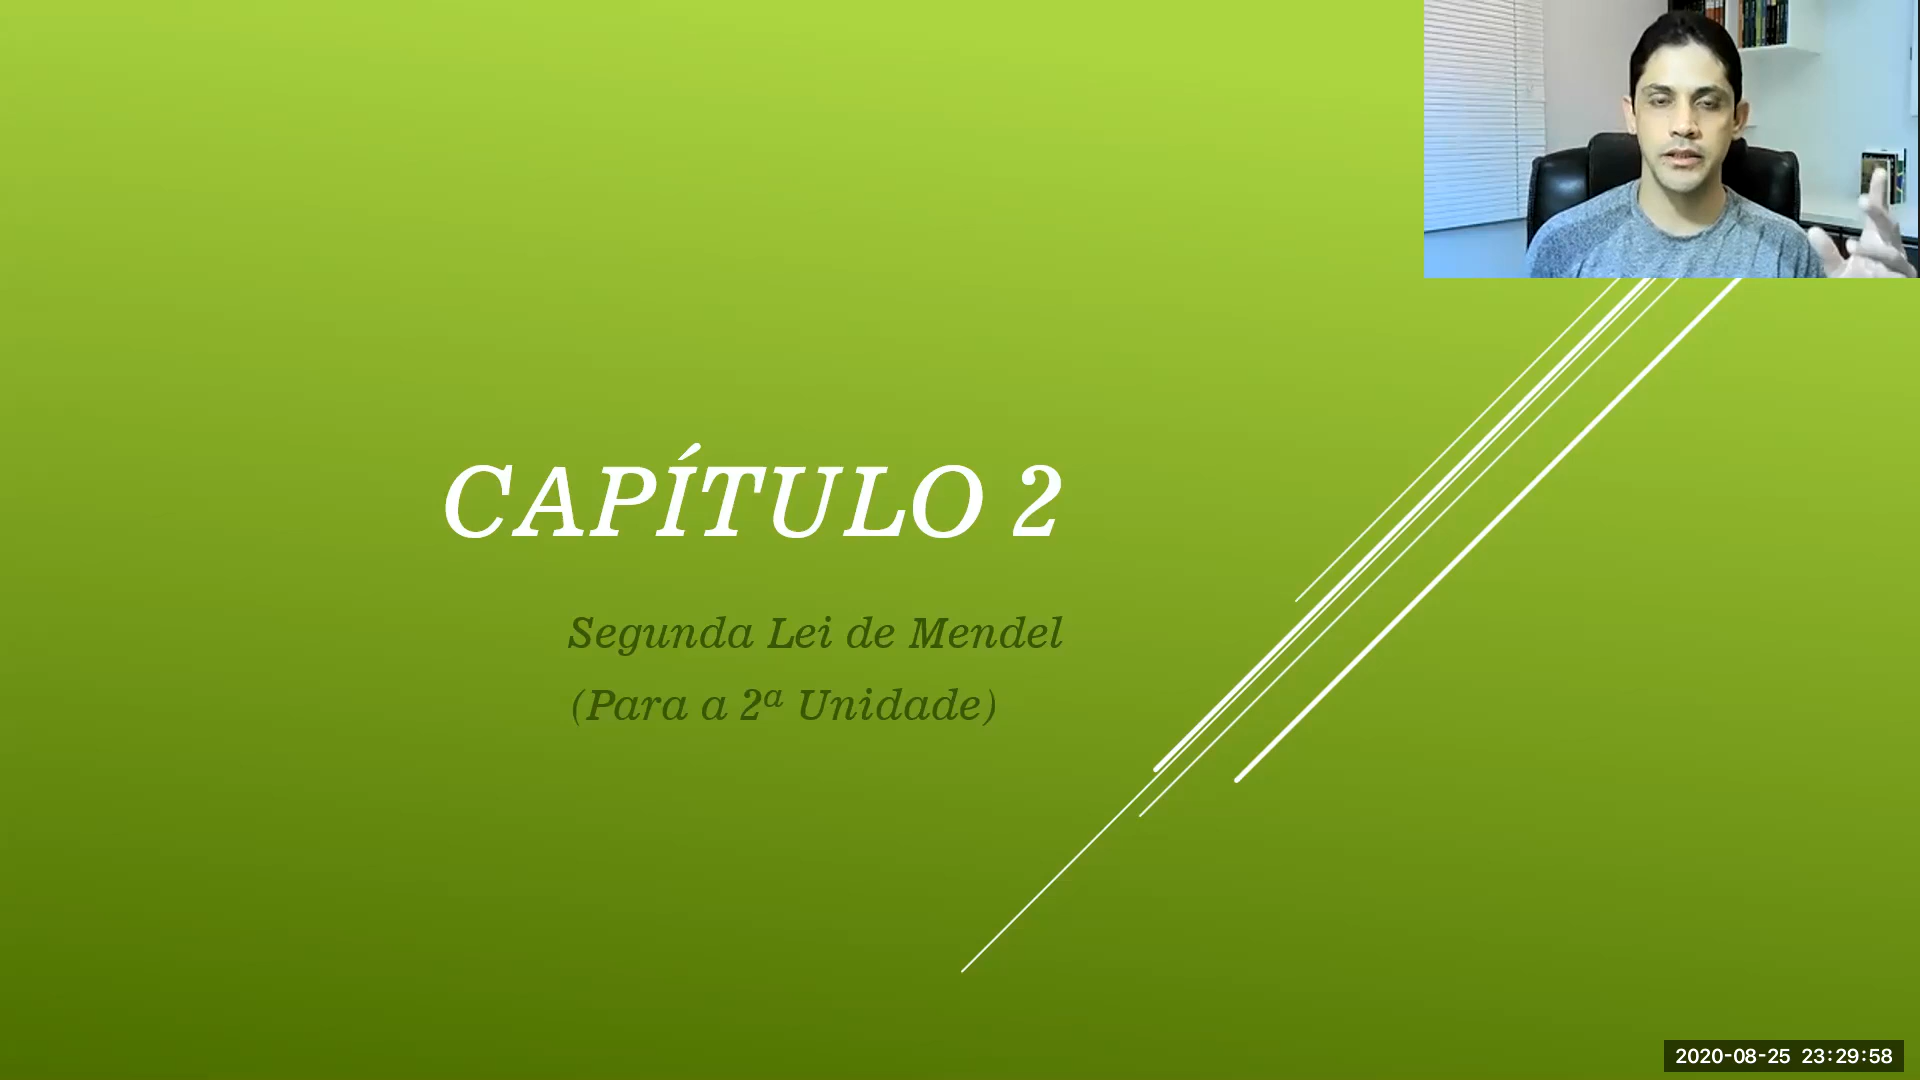 CAPÍTULO 2
Segunda Lei de Mendel
(Para a 2ª Unidade)
2020-08-25 23:29:58